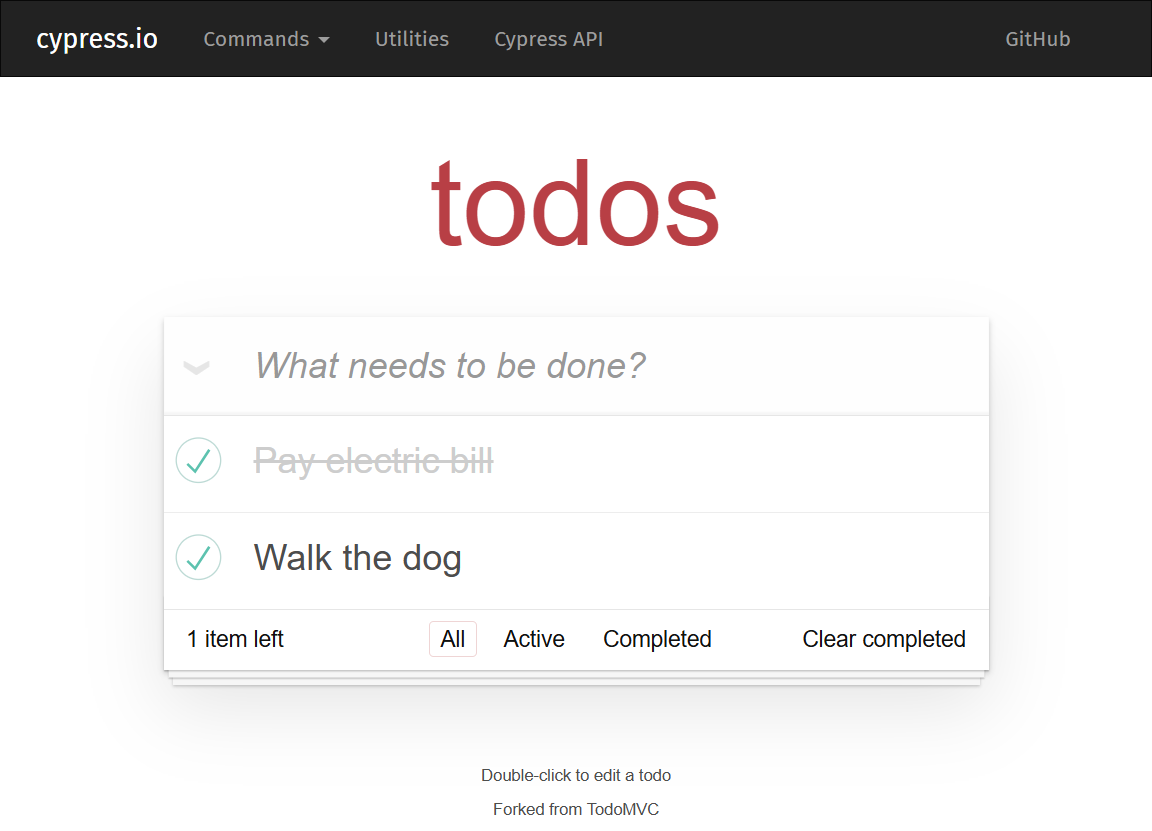 cypress.io Commands Utilities Cypress API GitHub
todos
What needs to be done?
Pay electric bill
Walk the dog
1 item left All Active Completed Clear completed
Double-click to edit a todo
Forked from TodoMVC